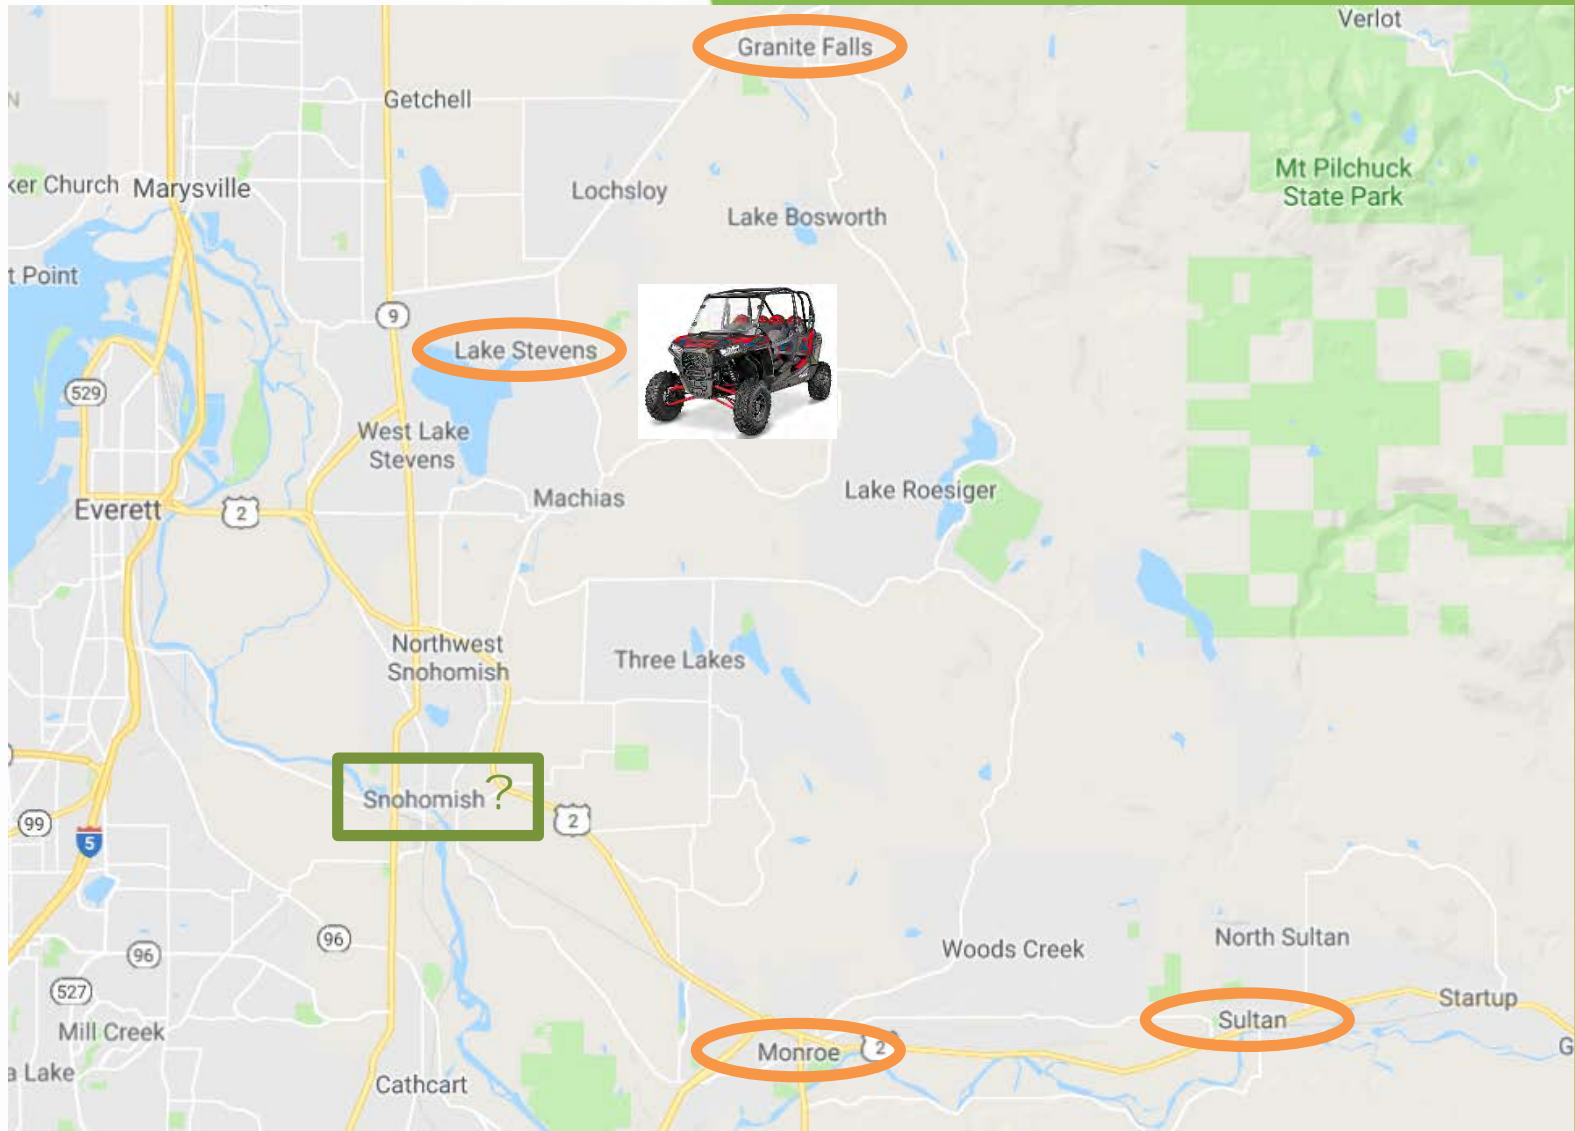 Verlot
Granite Falls
Getchell
ker Church
Marysville
Mt Pilchuck
State Park
Lochsloy
Lake Bosworth
t Point
9
Lake Stevens
529
West Lake
Stevens
Machias
Lake Roesiger
Everett
2
Northwest
Snohomish
Three Lakes
Snohomish ?
2
99
5
96
96
Woods Creek
North Sultan
527
Startup
Mill Creek
Sultan
Monroe
2
a Lake
Cathcart
G